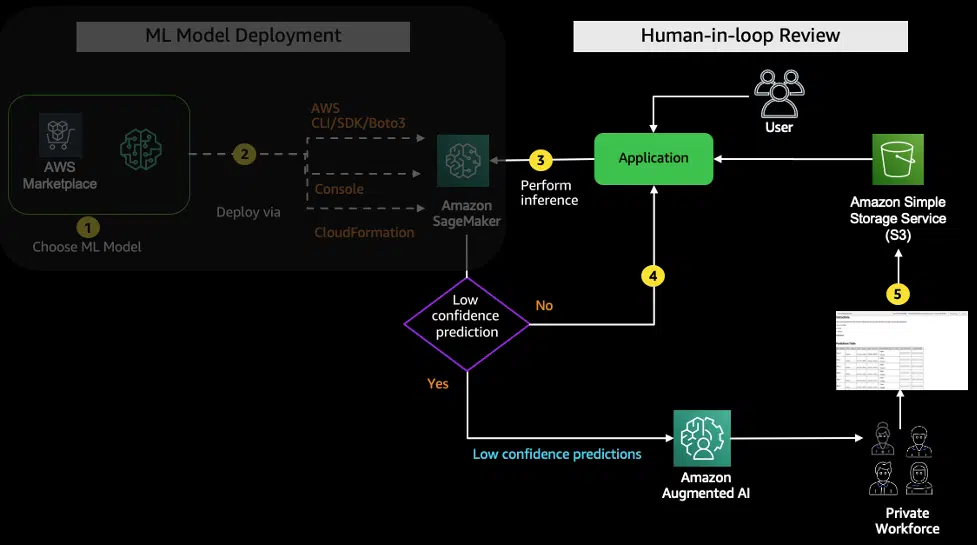 ML Model Deployment
Human-in-loop Review
AWS
Marketplace
1
Choose ML Model
2
Deploy via
AWS
CLI/SDK/Boto3
Console
CloudFormation
Amazon
SageMaker
3
Perform
inference
Application
User
Amazon Simple
Storage Service
(S3)
4
5
Low
confidence
prediction
No
Yes
Low confidence predictions
Amazon
Augmented AI
Private
Workforce